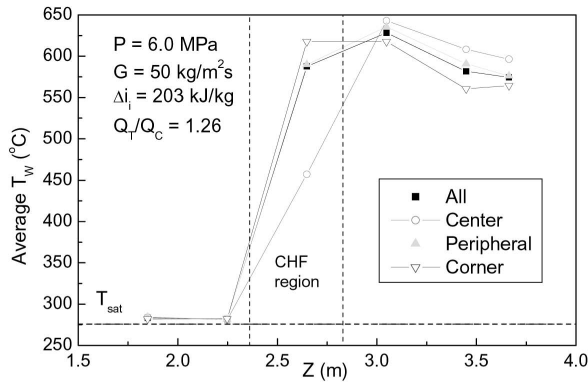 P = 6.0 MPa
G = 50 kg/m²s
Δiᵢ = 203 kJ/kg
Q_T/Q_C = 1.26
Average T_W (°C)
650
600
550
500
450
400
350
300
250
All
Center
Peripheral
Corner
CHF
region
T_sat
1.5
2.0
2.5
3.0
3.5
4.0
Z (m)